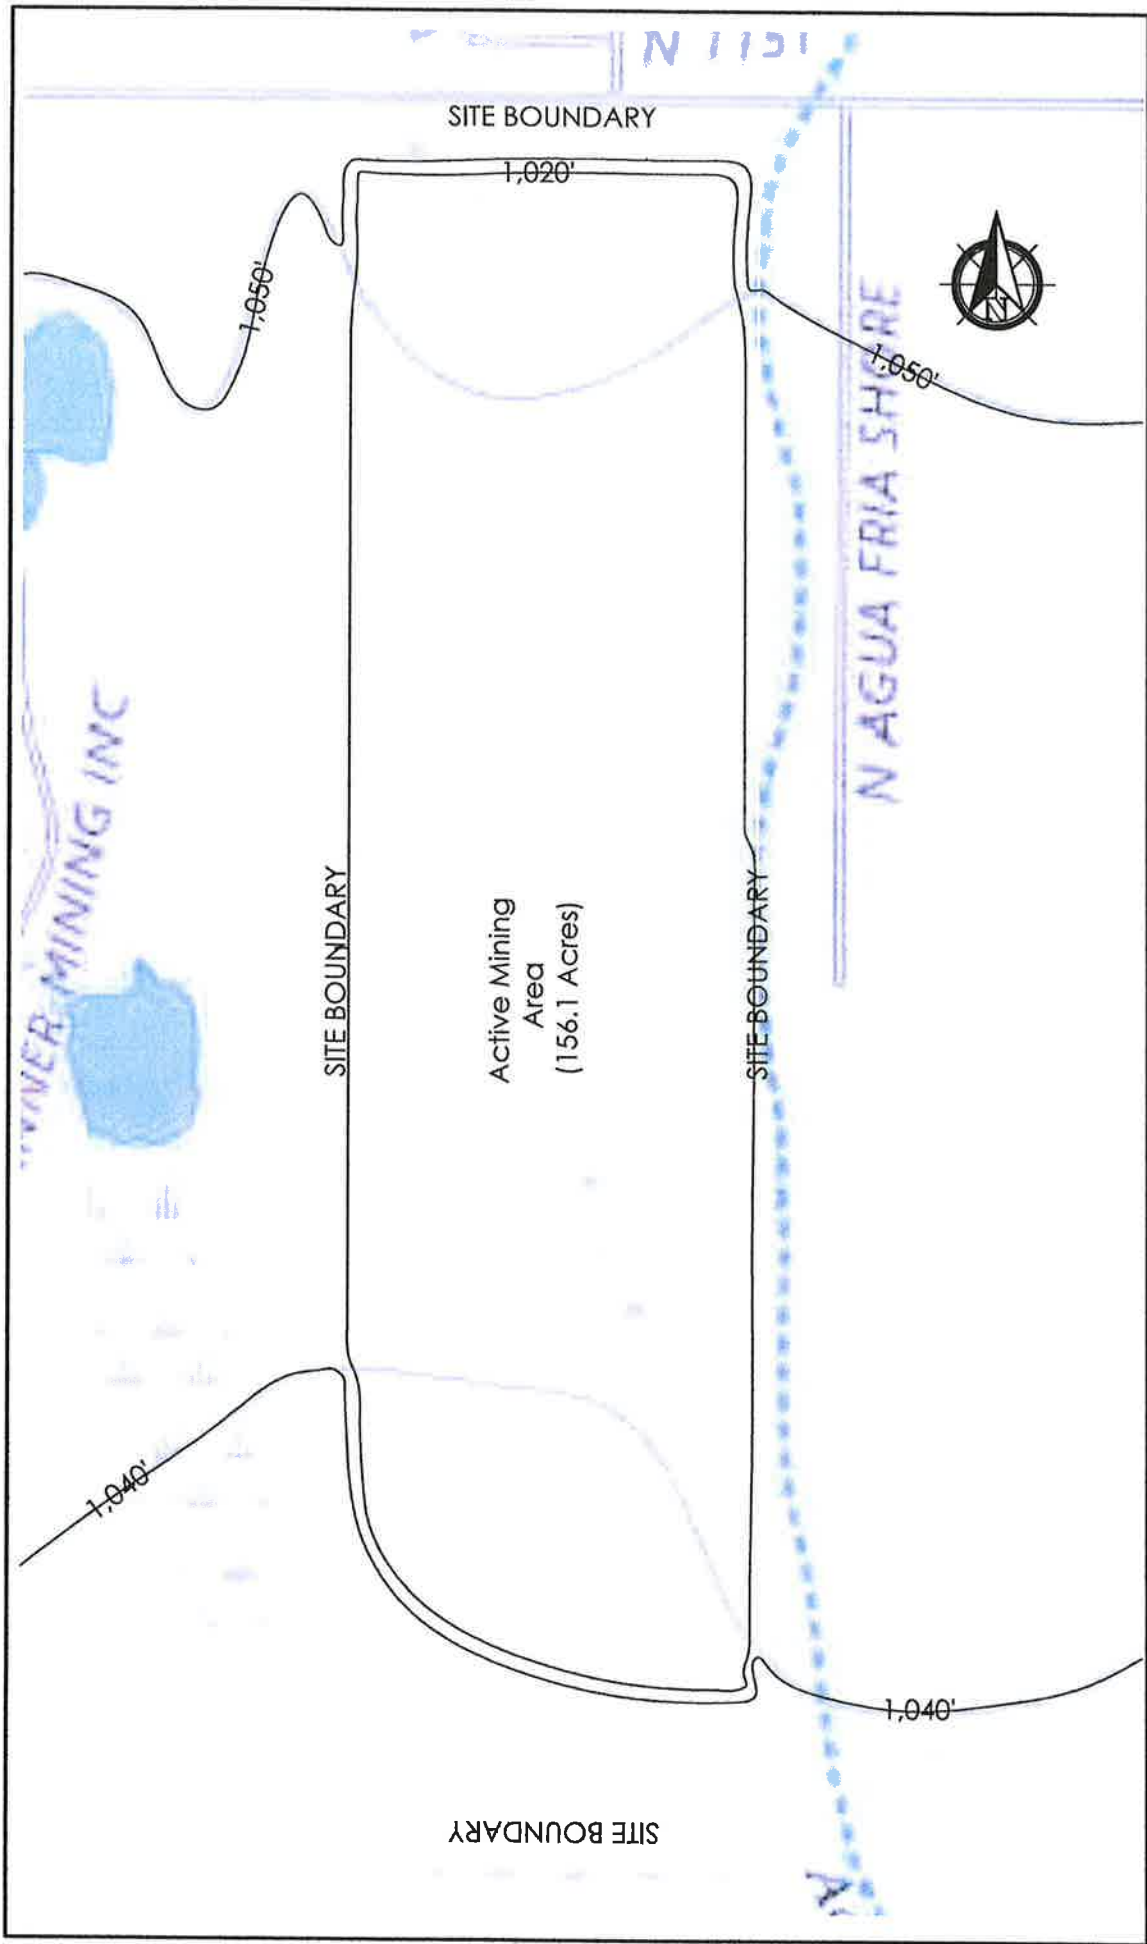 SITE BOUNDARY
1,020'
1,050'
N
1,050'
N AGUA FRIA SHORE
MINING INC
SITE BOUNDARY
Active Mining
Area
(156.1 Acres)
SITE BOUNDARY
1,040'
1,040'
SITE BOUNDARY